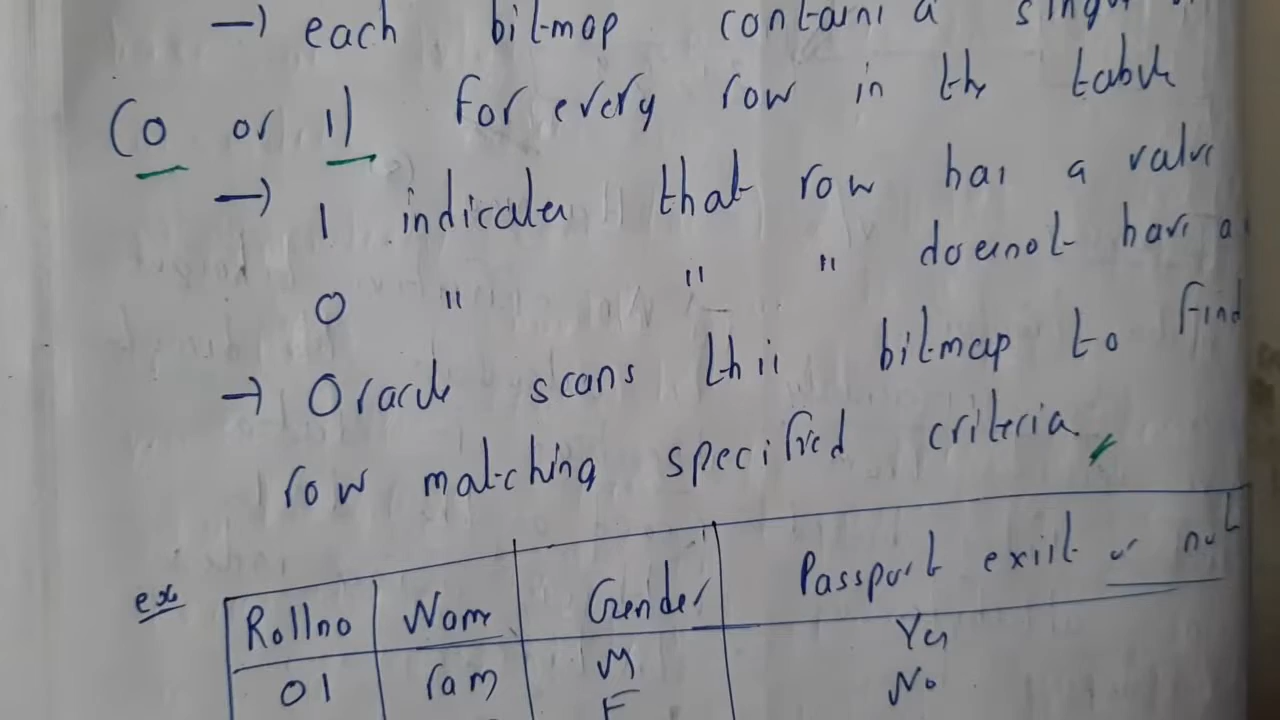 → each bitmap contains a
(0 or 1) for every row in the table
→ 1 indicates that row has a value
0 " " " doesnot have a
→ Oracle scans this bitmap to find
row matching specified criteria
ex Rollno Name Gender Passport exist or not
01 ram M Yes
F No